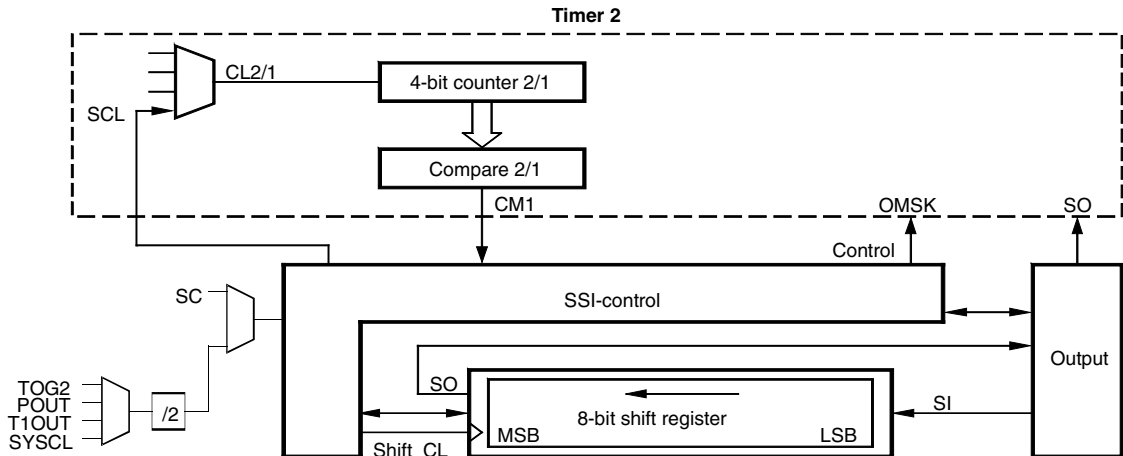 Timer 2
CL2/1
4-bit counter 2/1
SCL
Compare 2/1
CM1
OMSK
SO
Control
SC
SSI-control
Output
TOG2
POUT
T1OUT
SYSCL
/2
SO
8-bit shift register
SI
MSB
LSB
Shift_CL